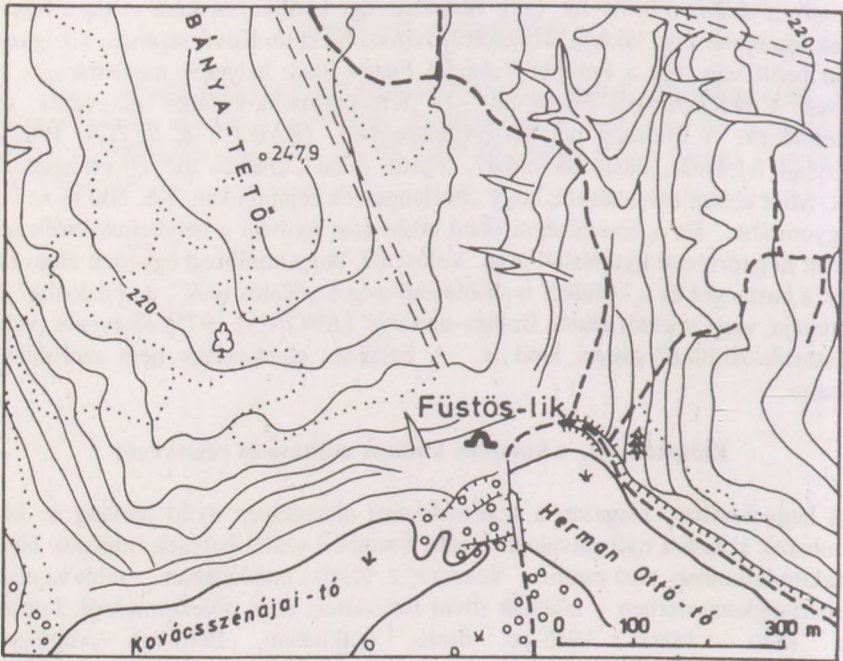 BÁNYA-TETŐ
220
247,9
220
Füstös-lik
Herman Ottó-tó
Kovácsszénájai-tó
0 100 300 m